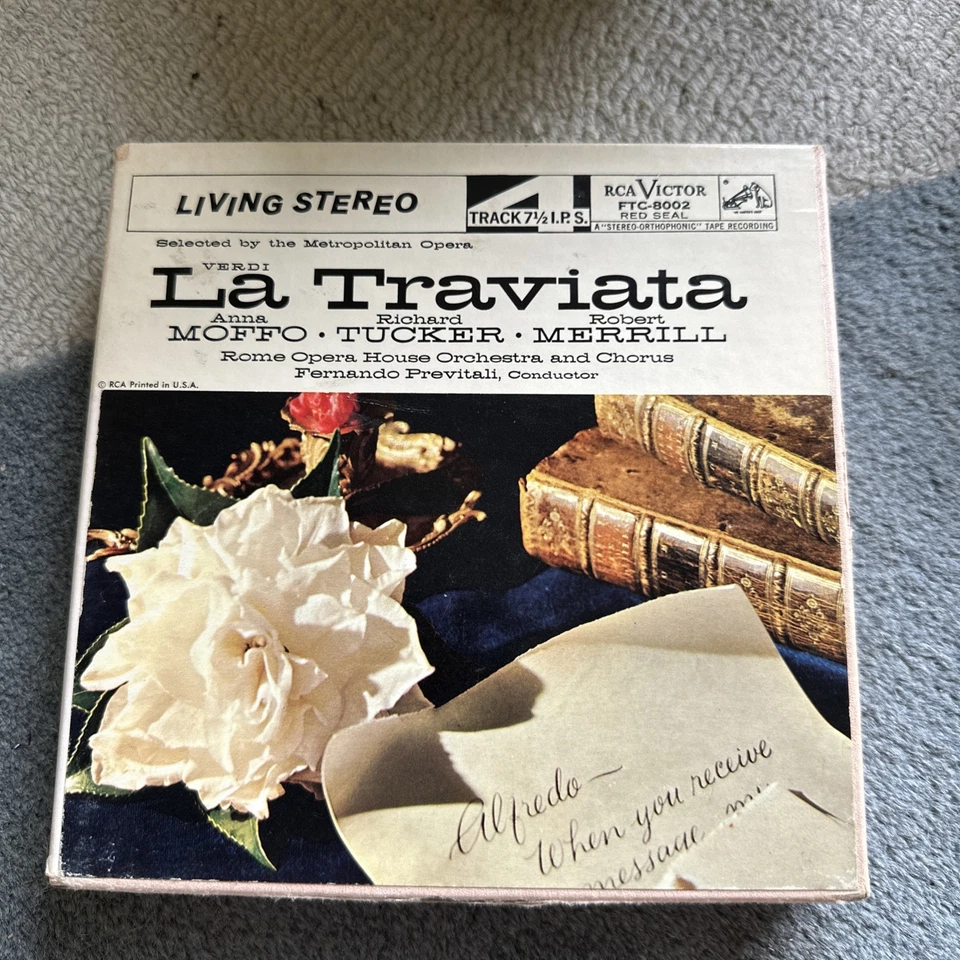 LIVING STEREO
4
TRACK 7½ I.P.S.
RCA VICTOR
FTC-8002
RED SEAL
A "STEREO-ORTHOPHONIC" TAPE RECORDING
Selected by the Metropolitan Opera
VERDI
La Traviata
Anna Richard Robert
MOFFO · TUCKER · MERRILL
Rome Opera House Orchestra and Chorus
Fernando Previtali, Conductor
© RCA Printed in U.S.A.
Alfredo—
When you receive
message